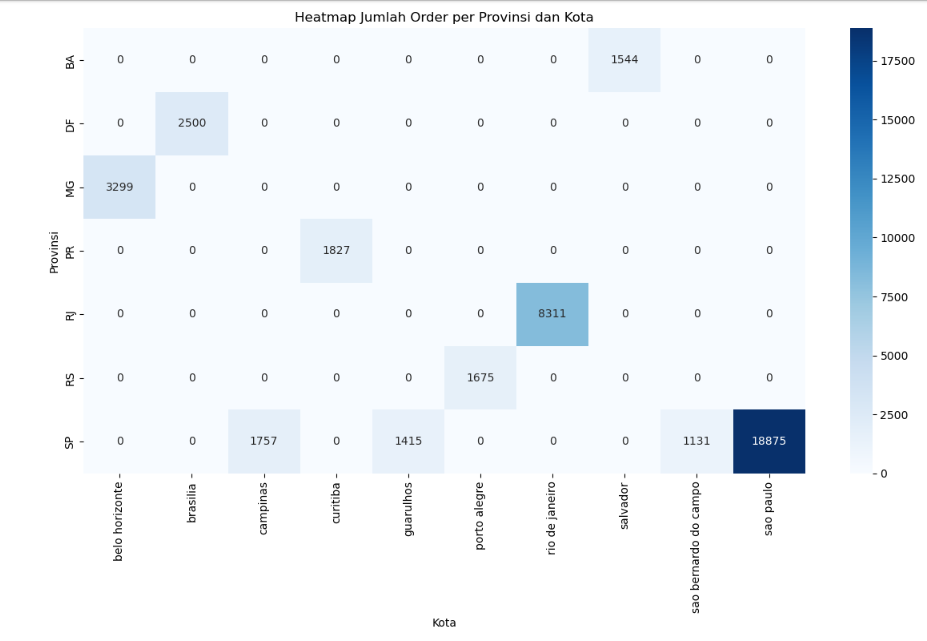 Heatmap Jumlah Order per Provinsi dan Kota
BA 0 0 0 0 0 0 0 1544 0 0
DF 0 2500 0 0 0 0 0 0 0 0
MG 3299 0 0 0 0 0 0 0 0 0
PR 0 0 0 1827 0 0 0 0 0 0
RJ 0 0 0 0 0 0 8311 0 0 0
RS 0 0 0 0 0 1675 0 0 0 0
SP 0 0 1757 0 1415 0 0 0 1131 18875
Provinsi
belo horizonte
brasilia
campinas
curitiba
guarulhos
porto alegre
rio de janeiro
salvador
sao bernardo do campo
sao paulo
Kota
17500
15000
12500
10000
7500
5000
2500
0